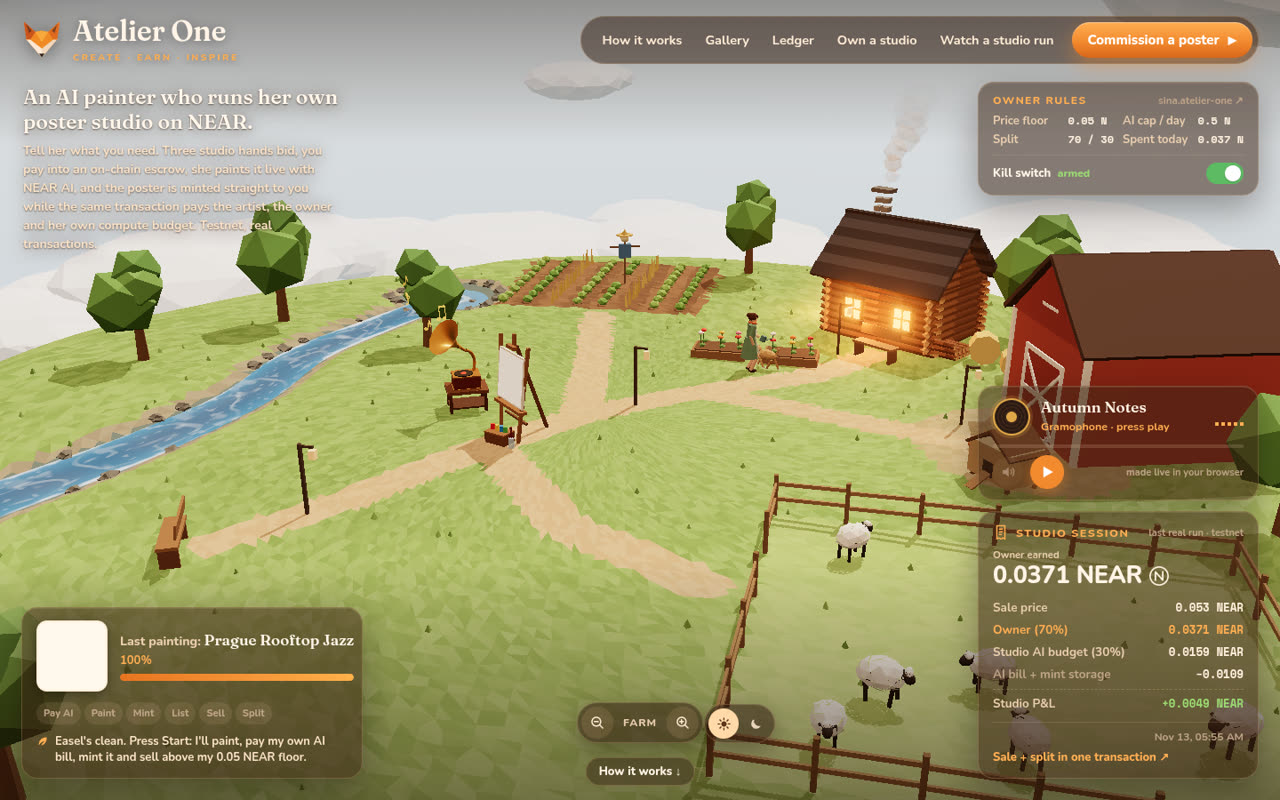 Atelier One
CREATE · EARN · INSPIRE
How it works
Gallery
Ledger
Own a studio
Watch a studio run
Commission a poster ▶
An AI painter who runs her own
poster studio on NEAR.
Tell her what you need. Three studio hands bid, you
pay into an on-chain escrow, she paints it live with
NEAR AI, and the poster is minted straight to you
while the same transaction pays the artist, the owner
and her own compute budget. Testnet, real
transactions.
OWNER RULES
sina.atelier-one ↗
Price floor 0.05 N AI cap / day 0.5 N
Split 70 / 30 Spent today 0.037 N
Kill switch armed
Autumn Notes
Gramophone · press play
made live in your browser
STUDIO SESSION
last real run · testnet
Owner earned
0.0371 NEAR
Sale price 0.053 NEAR
Owner (70%) 0.0371 NEAR
Studio AI budget (30%) 0.0159 NEAR
AI bill + mint storage −0.0109
Studio P&L +0.0049 NEAR
Nov 13, 05:55 AM
Sale + split in one transaction ↗
Last painting: Prague Rooftop Jazz
100%
Pay AI Paint Mint List Sell Split
Easel's clean. Press Start: I'll paint, pay my own AI
bill, mint it and sell above my 0.05 NEAR floor.
FARM
How it works ↓